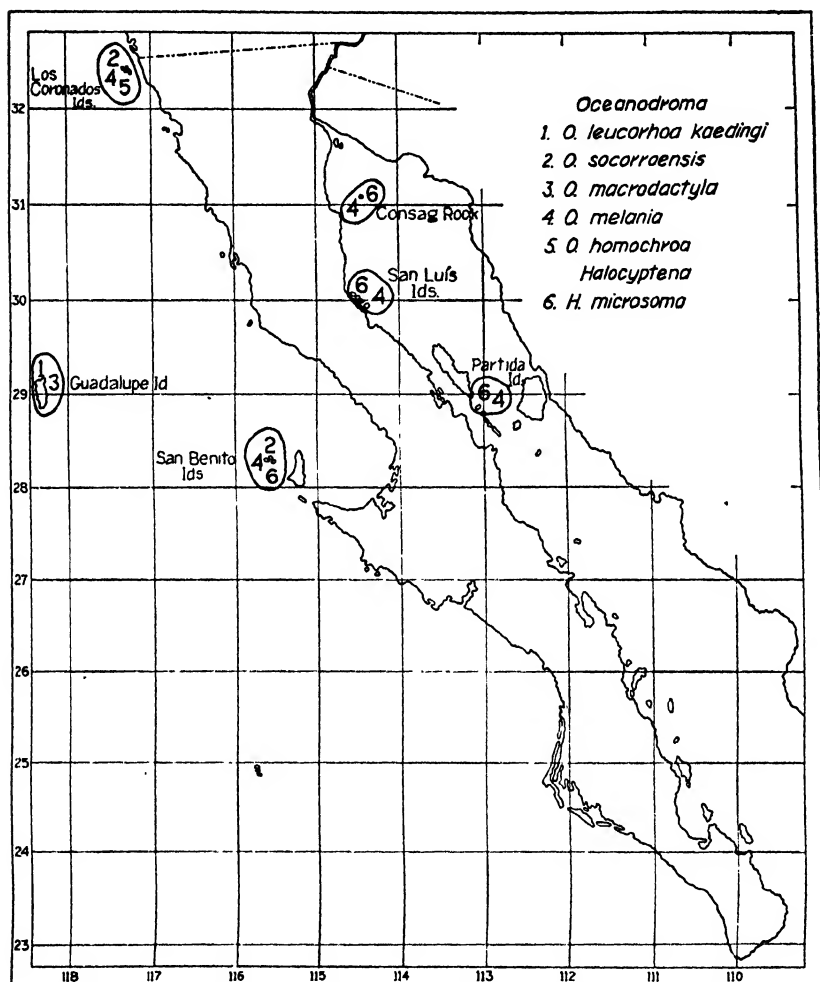 2
4
5
Los
Coronados
Ids.
32
Oceanodroma
1. O. leucorhoa kaedingi
2. O. socorroensis
3. O. macrodactyla
4. O. melania
5. O. homochroa
Halocyptena
6. H. microsoma
31
4 6
Consag Rock
30
6
4
San Luís
Ids.
29
1
3
Guadalupe Id
Partida
Id.
6 4
28
San Benito
Ids
2
4
6
27
26
25
24
23
118 117 116 115 114 113 112 111 110